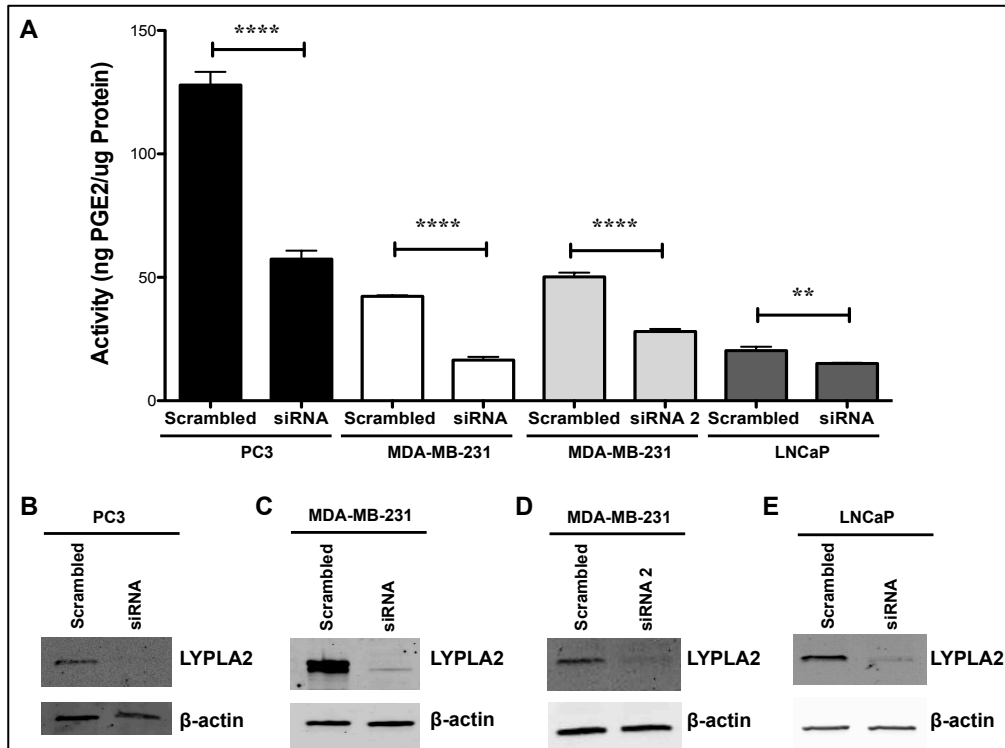 A
Activity (ng PGE2/ug Protein)
150
100
50
0
****
****
****
**
Scrambled siRNA Scrambled siRNA Scrambled siRNA 2 Scrambled siRNA
PC3 MDA-MB-231 MDA-MB-231 LNCaP
B
PC3
Scrambled siRNA
LYPLA2
β-actin
C
MDA-MB-231
Scrambled siRNA
LYPLA2
β-actin
D
MDA-MB-231
Scrambled siRNA 2
LYPLA2
β-actin
E
LNCaP
Scrambled siRNA
LYPLA2
β-actin